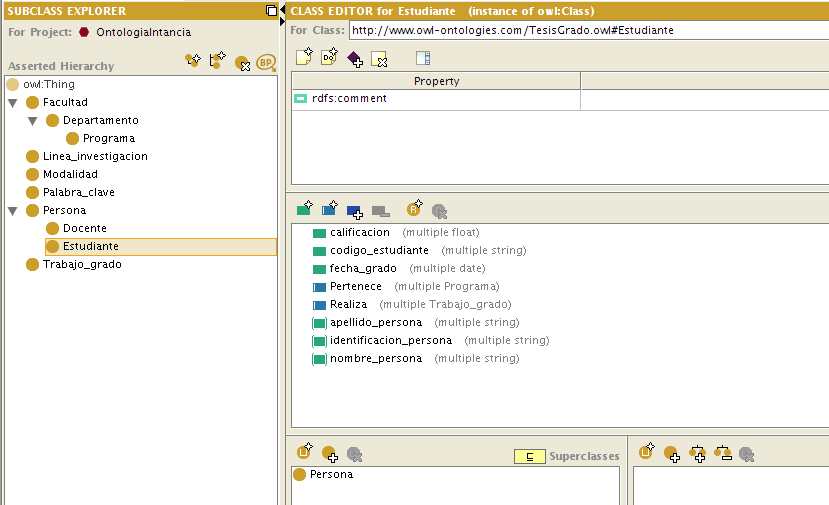 SUBCLASS EXPLORER
For Project: OntologiaIntancia
Asserted Hierarchy
BP
owl:Thing
Facultad
Departamento
Programa
Linea_investigacion
Modalidad
Palabra_clave
Persona
Docente
Estudiante
Trabajo_grado
CLASS EDITOR for Estudiante (instance of owl:Class)
For Class: http://www.owl-ontologies.com/TesisGrado.owl#Estudiante
Property
rdfs:comment
R
calificacion (multiple float)
codigo_estudiante (multiple string)
fecha_grado (multiple date)
Pertenece (multiple Programa)
Realiza (multiple Trabajo_grado)
apellido_persona (multiple string)
identificacion_persona (multiple string)
nombre_persona (multiple string)
⊑ Superclasses
Persona